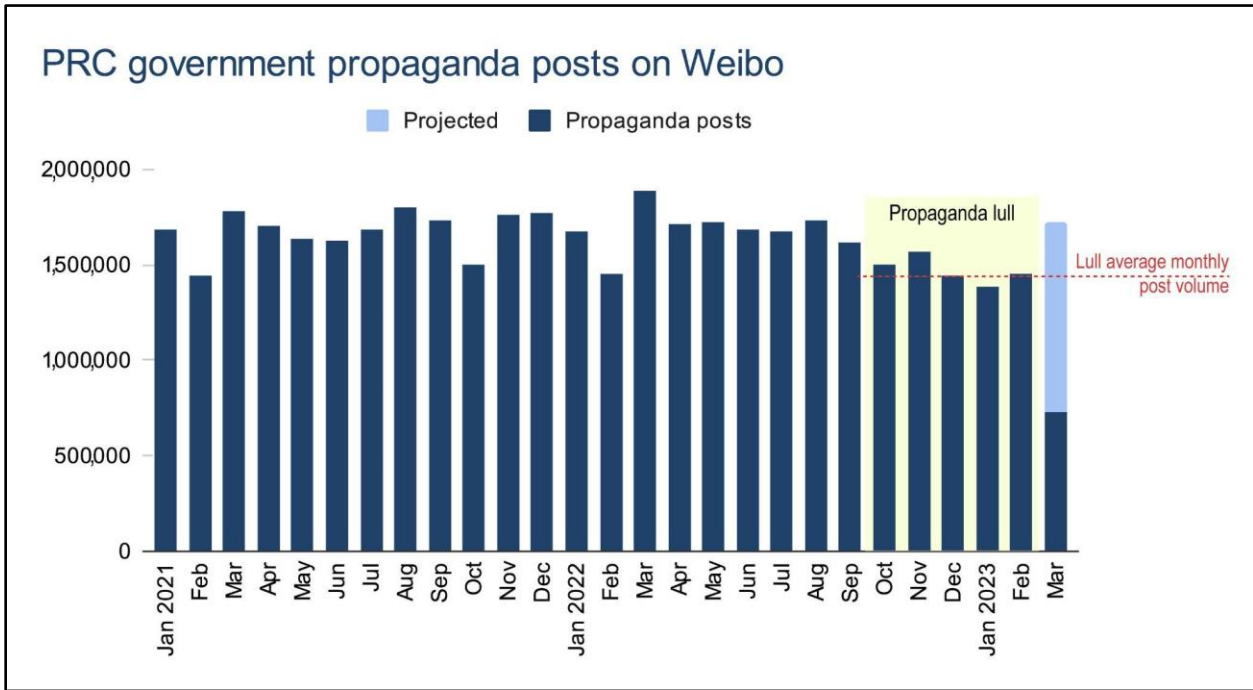 PRC government propaganda posts on Weibo
Projected
Propaganda posts
2,000,000
1,500,000
1,000,000
500,000
0
Propaganda lull
Lull average monthly
post volume
Jan 2021
Feb
Mar
Apr
May
Jun
Jul
Aug
Sep
Oct
Nov
Dec
Jan 2022
Feb
Mar
Apr
May
Jun
Jul
Aug
Sep
Oct
Nov
Dec
Jan 2023
Feb
Mar